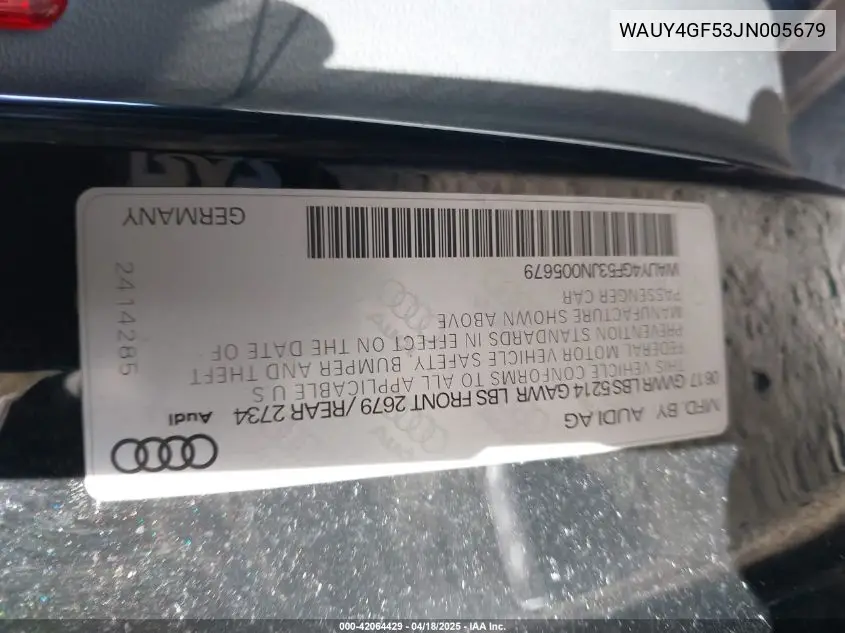 WAUY4GF53JN005679
MFD. BY AUDI AG
Audi
0617 GVWR LBS 5214 GAWR LBS FRONT 2679 / REAR 2734
THIS VEHICLE CONFORMS TO ALL APPLICABLE U S
FEDERAL MOTOR VEHICLE SAFETY, BUMPER AND THEFT
PREVENTION STANDARDS IN EFFECT ON THE DATE OF
MANUFACTURE SHOWN ABOVE
PASSENGER CAR
WAUY4GF53JN005679
2414285
GERMANY
000-42064429 - 04/18/2025 - IAA Inc.